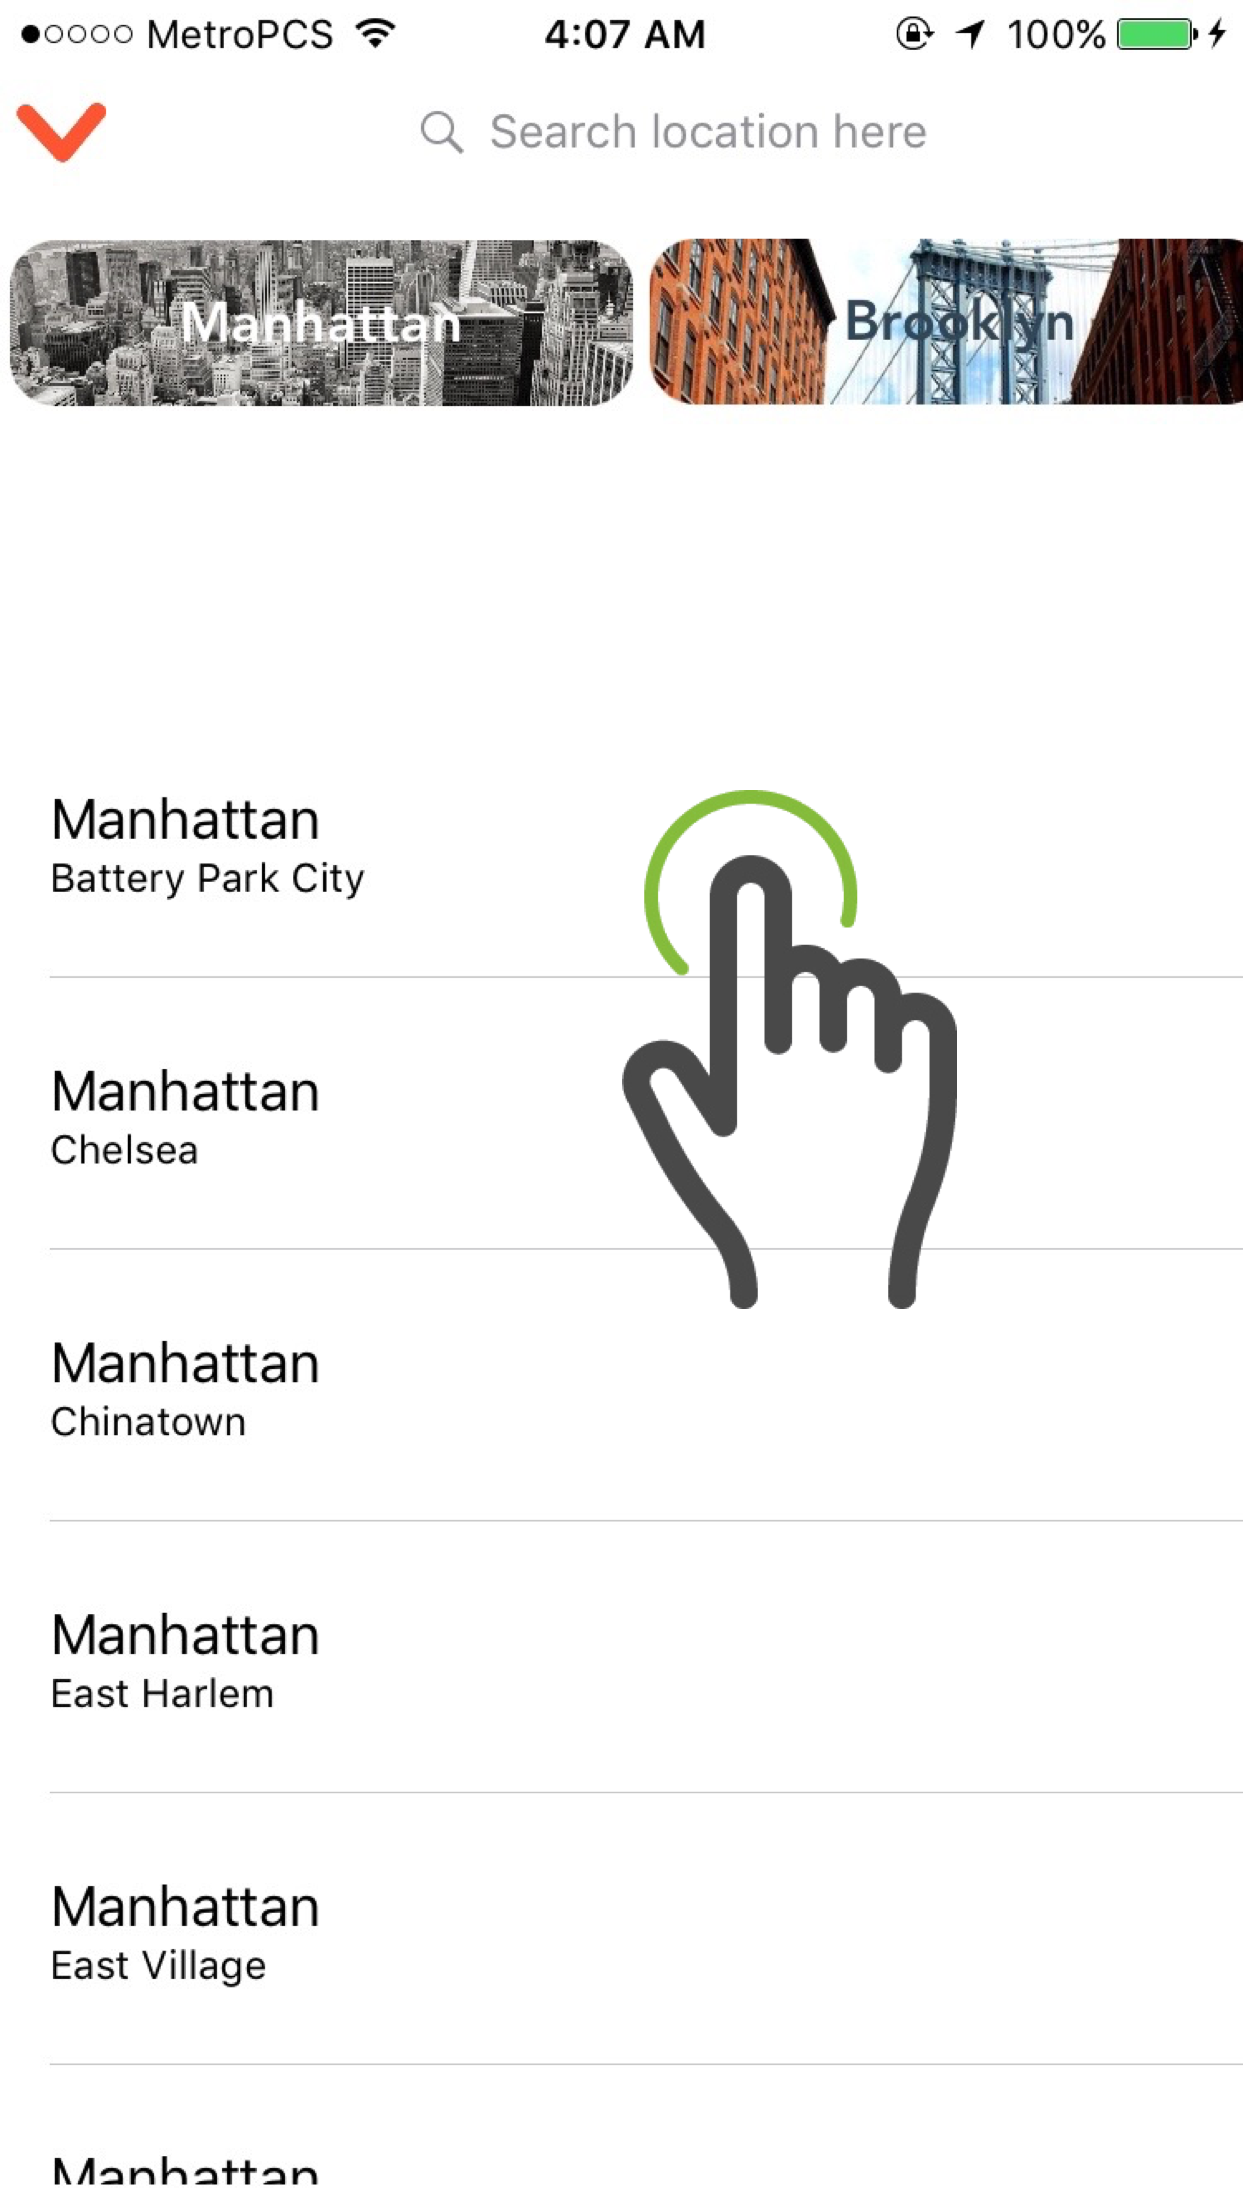 MetroPCS 4:07 AM 100%
Search location here
Manhattan Brooklyn
Manhattan
Battery Park City
Manhattan
Chelsea
Manhattan
Chinatown
Manhattan
East Harlem
Manhattan
East Village
Manhattan